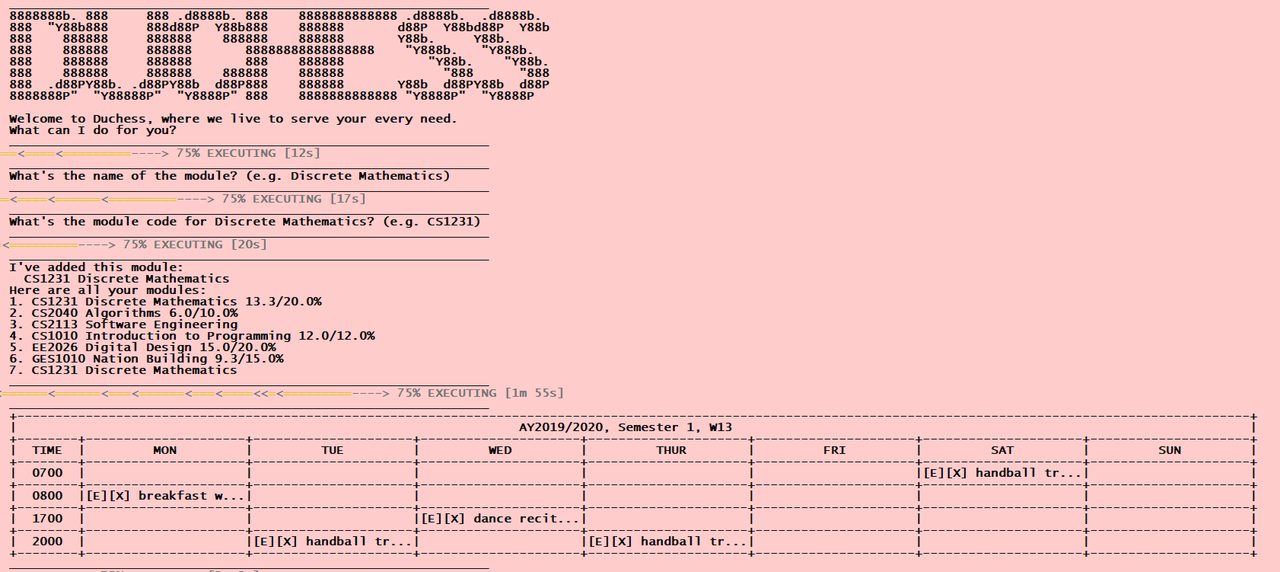 8888888b. 888     888 .d8888b. 888    8888888888888 .d8888b.  .d8888b.
888  "Y88b888     888d88P  Y88b888    888888       d88P  Y88bd88P  Y88b
888    888888     888888    888888    888888       Y88b.     Y88b.
888    888888     888888       88888888888888888    "Y888b.   "Y888b.
888    888888     888888       888    888888           "Y88b.    "Y88b.
888    888888     888888    888888    888888             "888      "888
888  .d88PY88b. .d88PY88b  d88P888    888888       Y88b  d88PY88b  d88P
8888888P"  "Y88888P"  "Y8888P" 888    8888888888888 "Y8888P"  "Y8888P
Welcome to Duchess, where we live to serve your every need.
What can I do for you?
==<====<=========----> 75% EXECUTING [12s]
What's the name of the module? (e.g. Discrete Mathematics)
=<====<======<=========----> 75% EXECUTING [17s]
What's the module code for Discrete Mathematics? (e.g. CS1231)
<=========----> 75% EXECUTING [20s]
I've added this module:
CS1231 Discrete Mathematics
Here are all your modules:
1. CS1231 Discrete Mathematics 13.3/20.0%
2. CS2040 Algorithms 6.0/10.0%
3. CS2113 Software Engineering
4. CS1010 Introduction to Programming 12.0/12.0%
5. EE2026 Digital Design 15.0/20.0%
6. GES1010 Nation Building 9.3/15.0%
7. CS1231 Discrete Mathematics
<======<======<===<======<===<====<<=<=========----> 75% EXECUTING [1m 55s]
AY2019/2020, Semester 1, W13
TIME MON TUE WED THUR FRI SAT SUN
0700 [E][X] handball tr...
0800 [E][X] breakfast w...
1700 [E][X] dance recit...
2000 [E][X] handball tr... [E][X] handball tr...